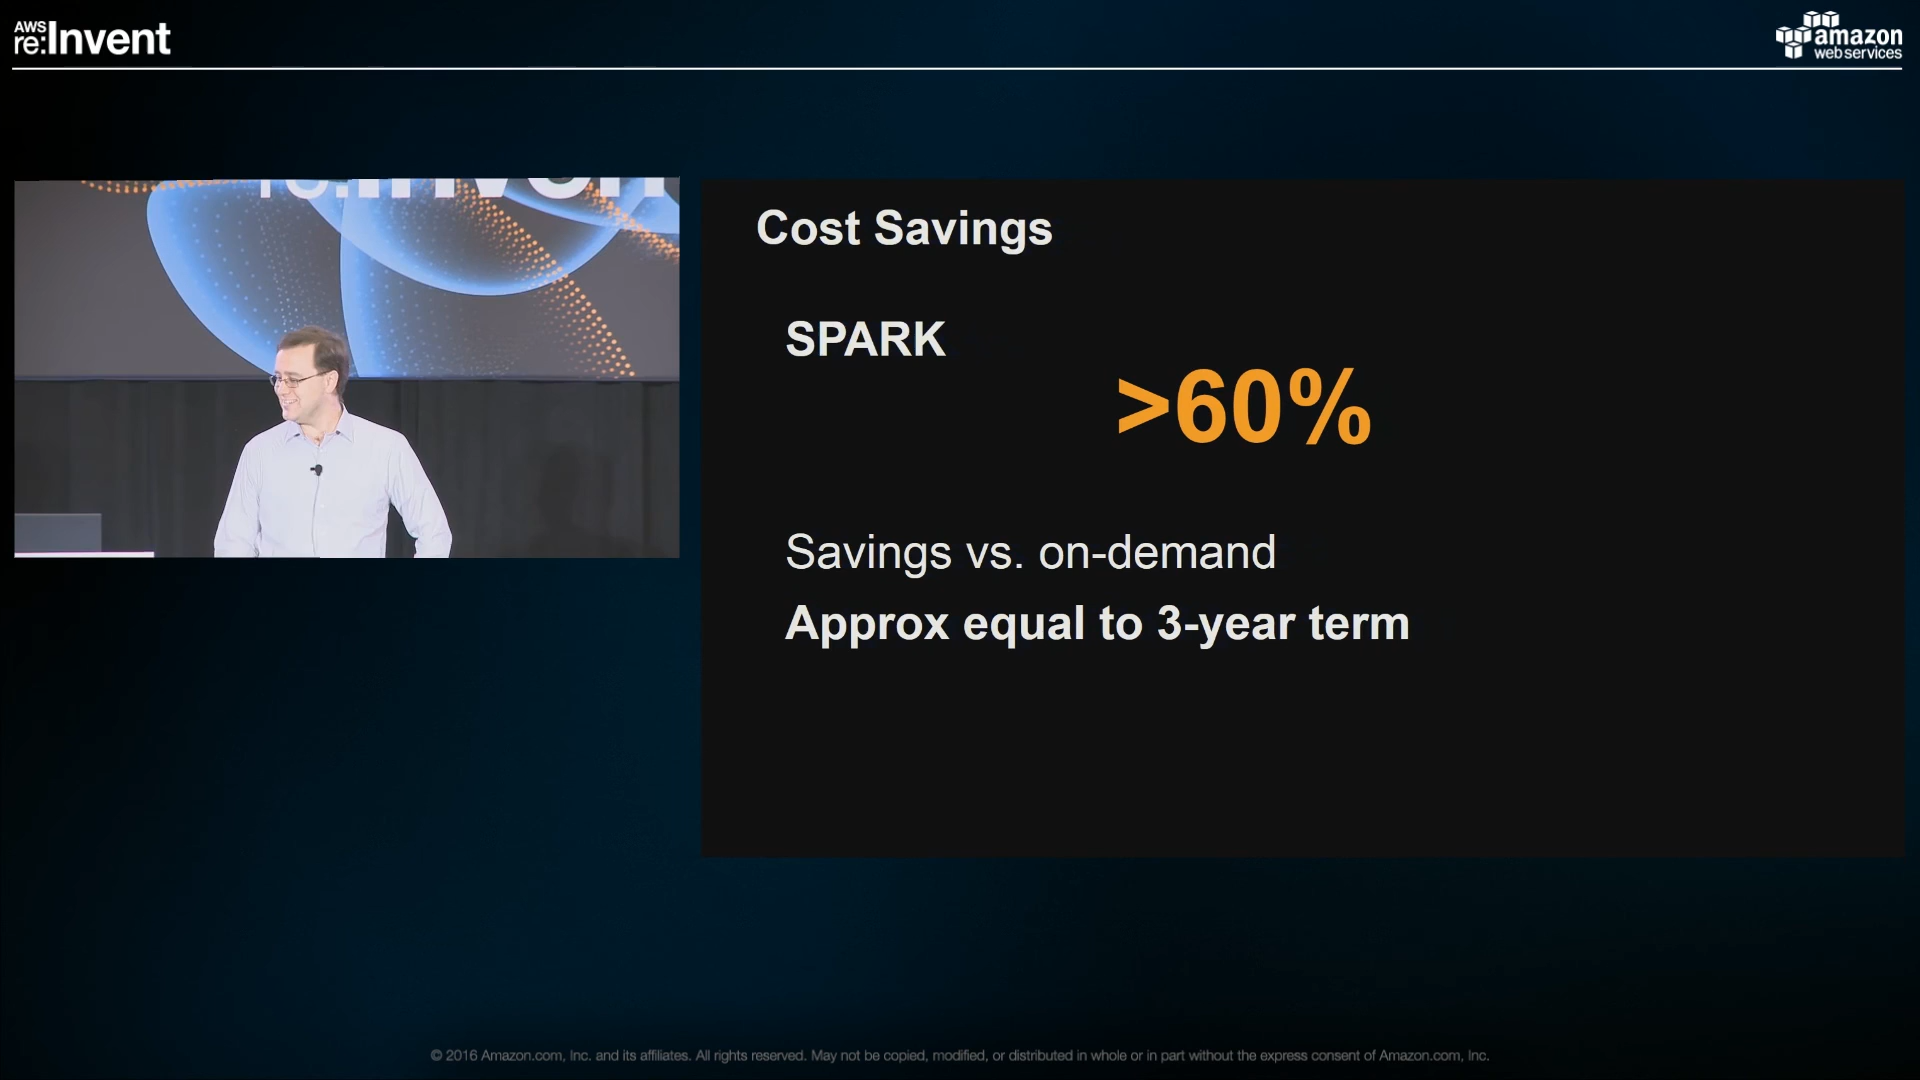 AWS
re:Invent
amazon
web services
re:Inven
Cost Savings
SPARK
>60%
Savings vs. on-demand
Approx equal to 3-year term
© 2016 Amazon.com, Inc. and its affiliates. All rights reserved. May not be copied, modified, or distributed in whole or in part without the express consent of Amazon.com, Inc.